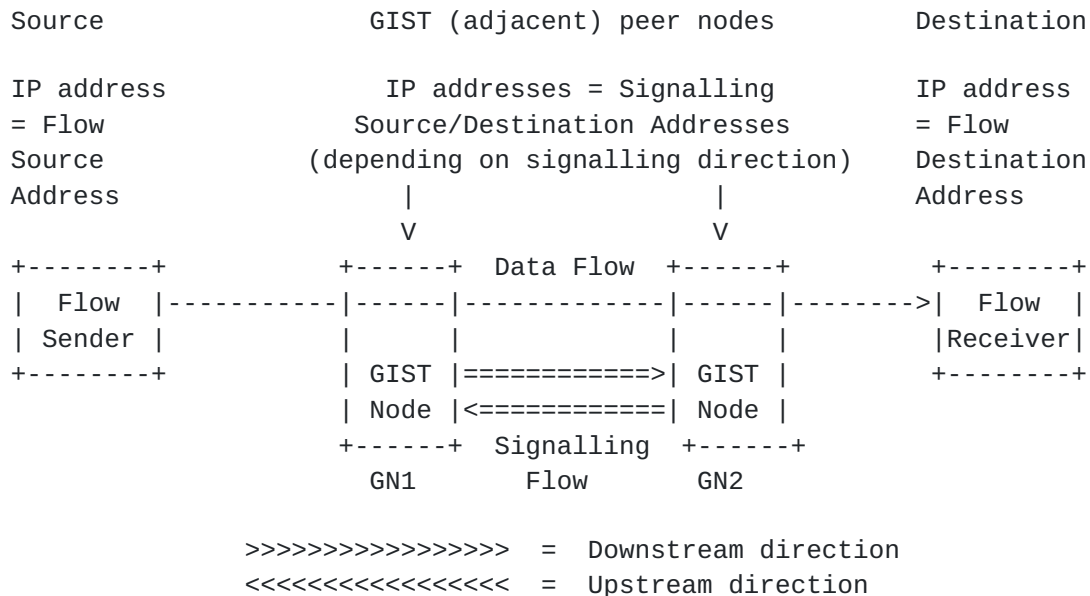 Source              GIST (adjacent) peer nodes         Destination
IP address                IP addresses = Signalling           IP address
= Flow                Source/Destination Addresses          = Flow
Source              (depending on signalling direction)     Destination
Address                    |                   |            Address
                           V                   V
+--------+           +------+  Data Flow  +------+         +--------+
|  Flow  |-----------|------|-------------|------|-------->|  Flow  |
| Sender |           |      |             |      |         |Receiver|
+--------+           | GIST |============>| GIST |         +--------+
                     | Node |<============| Node |
                     +------+  Signalling  +------+
                       GN1       Flow       GN2
>>>>>>>>>>>>>>>>>  =  Downstream direction
<<<<<<<<<<<<<<<<<  =  Upstream direction